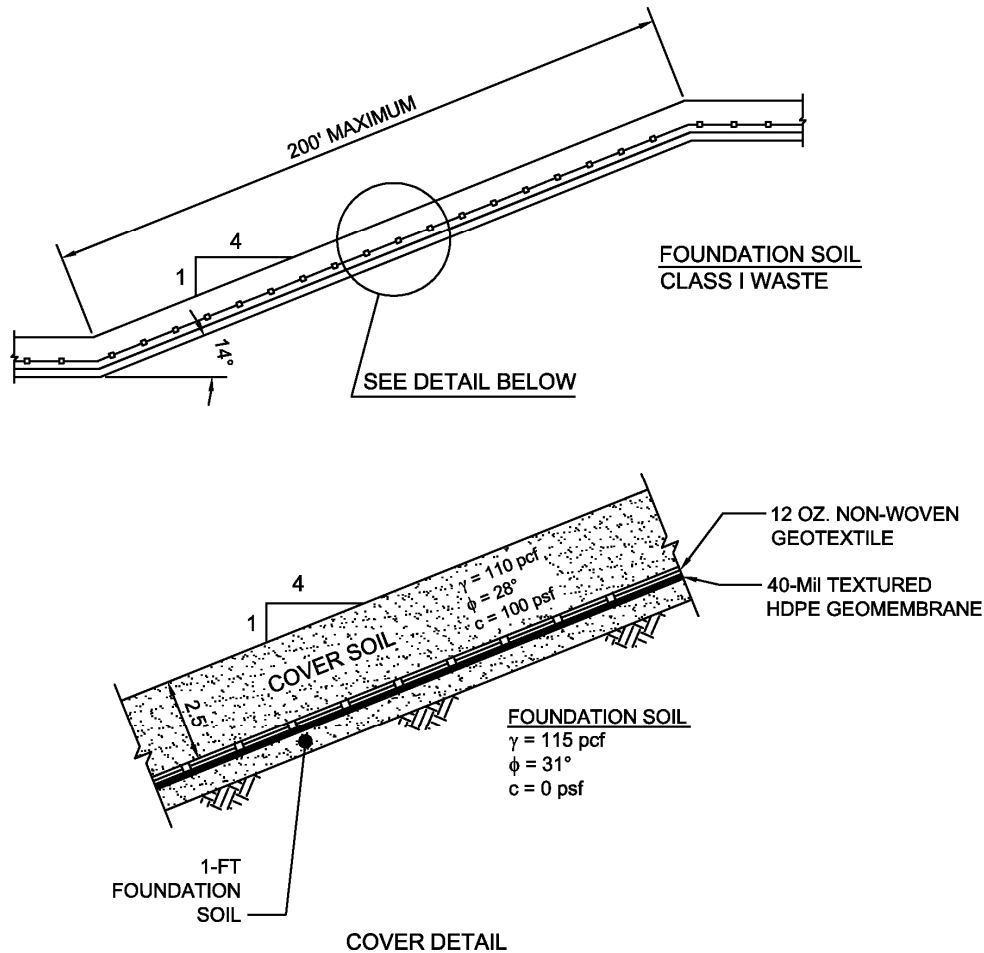 200' MAXIMUM
4
1
FOUNDATION SOIL
CLASS I WASTE
14°
SEE DETAIL BELOW
12 OZ. NON-WOVEN
GEOTEXTILE
4
1
γ = 110 pcf
ϕ = 28°
c = 100 psf
40-Mil TEXTURED
HDPE GEOMEMBRANE
COVER SOIL
2.5
FOUNDATION SOIL
γ = 115 pcf
ϕ = 31°
c = 0 psf
1-FT
FOUNDATION
SOIL
COVER DETAIL